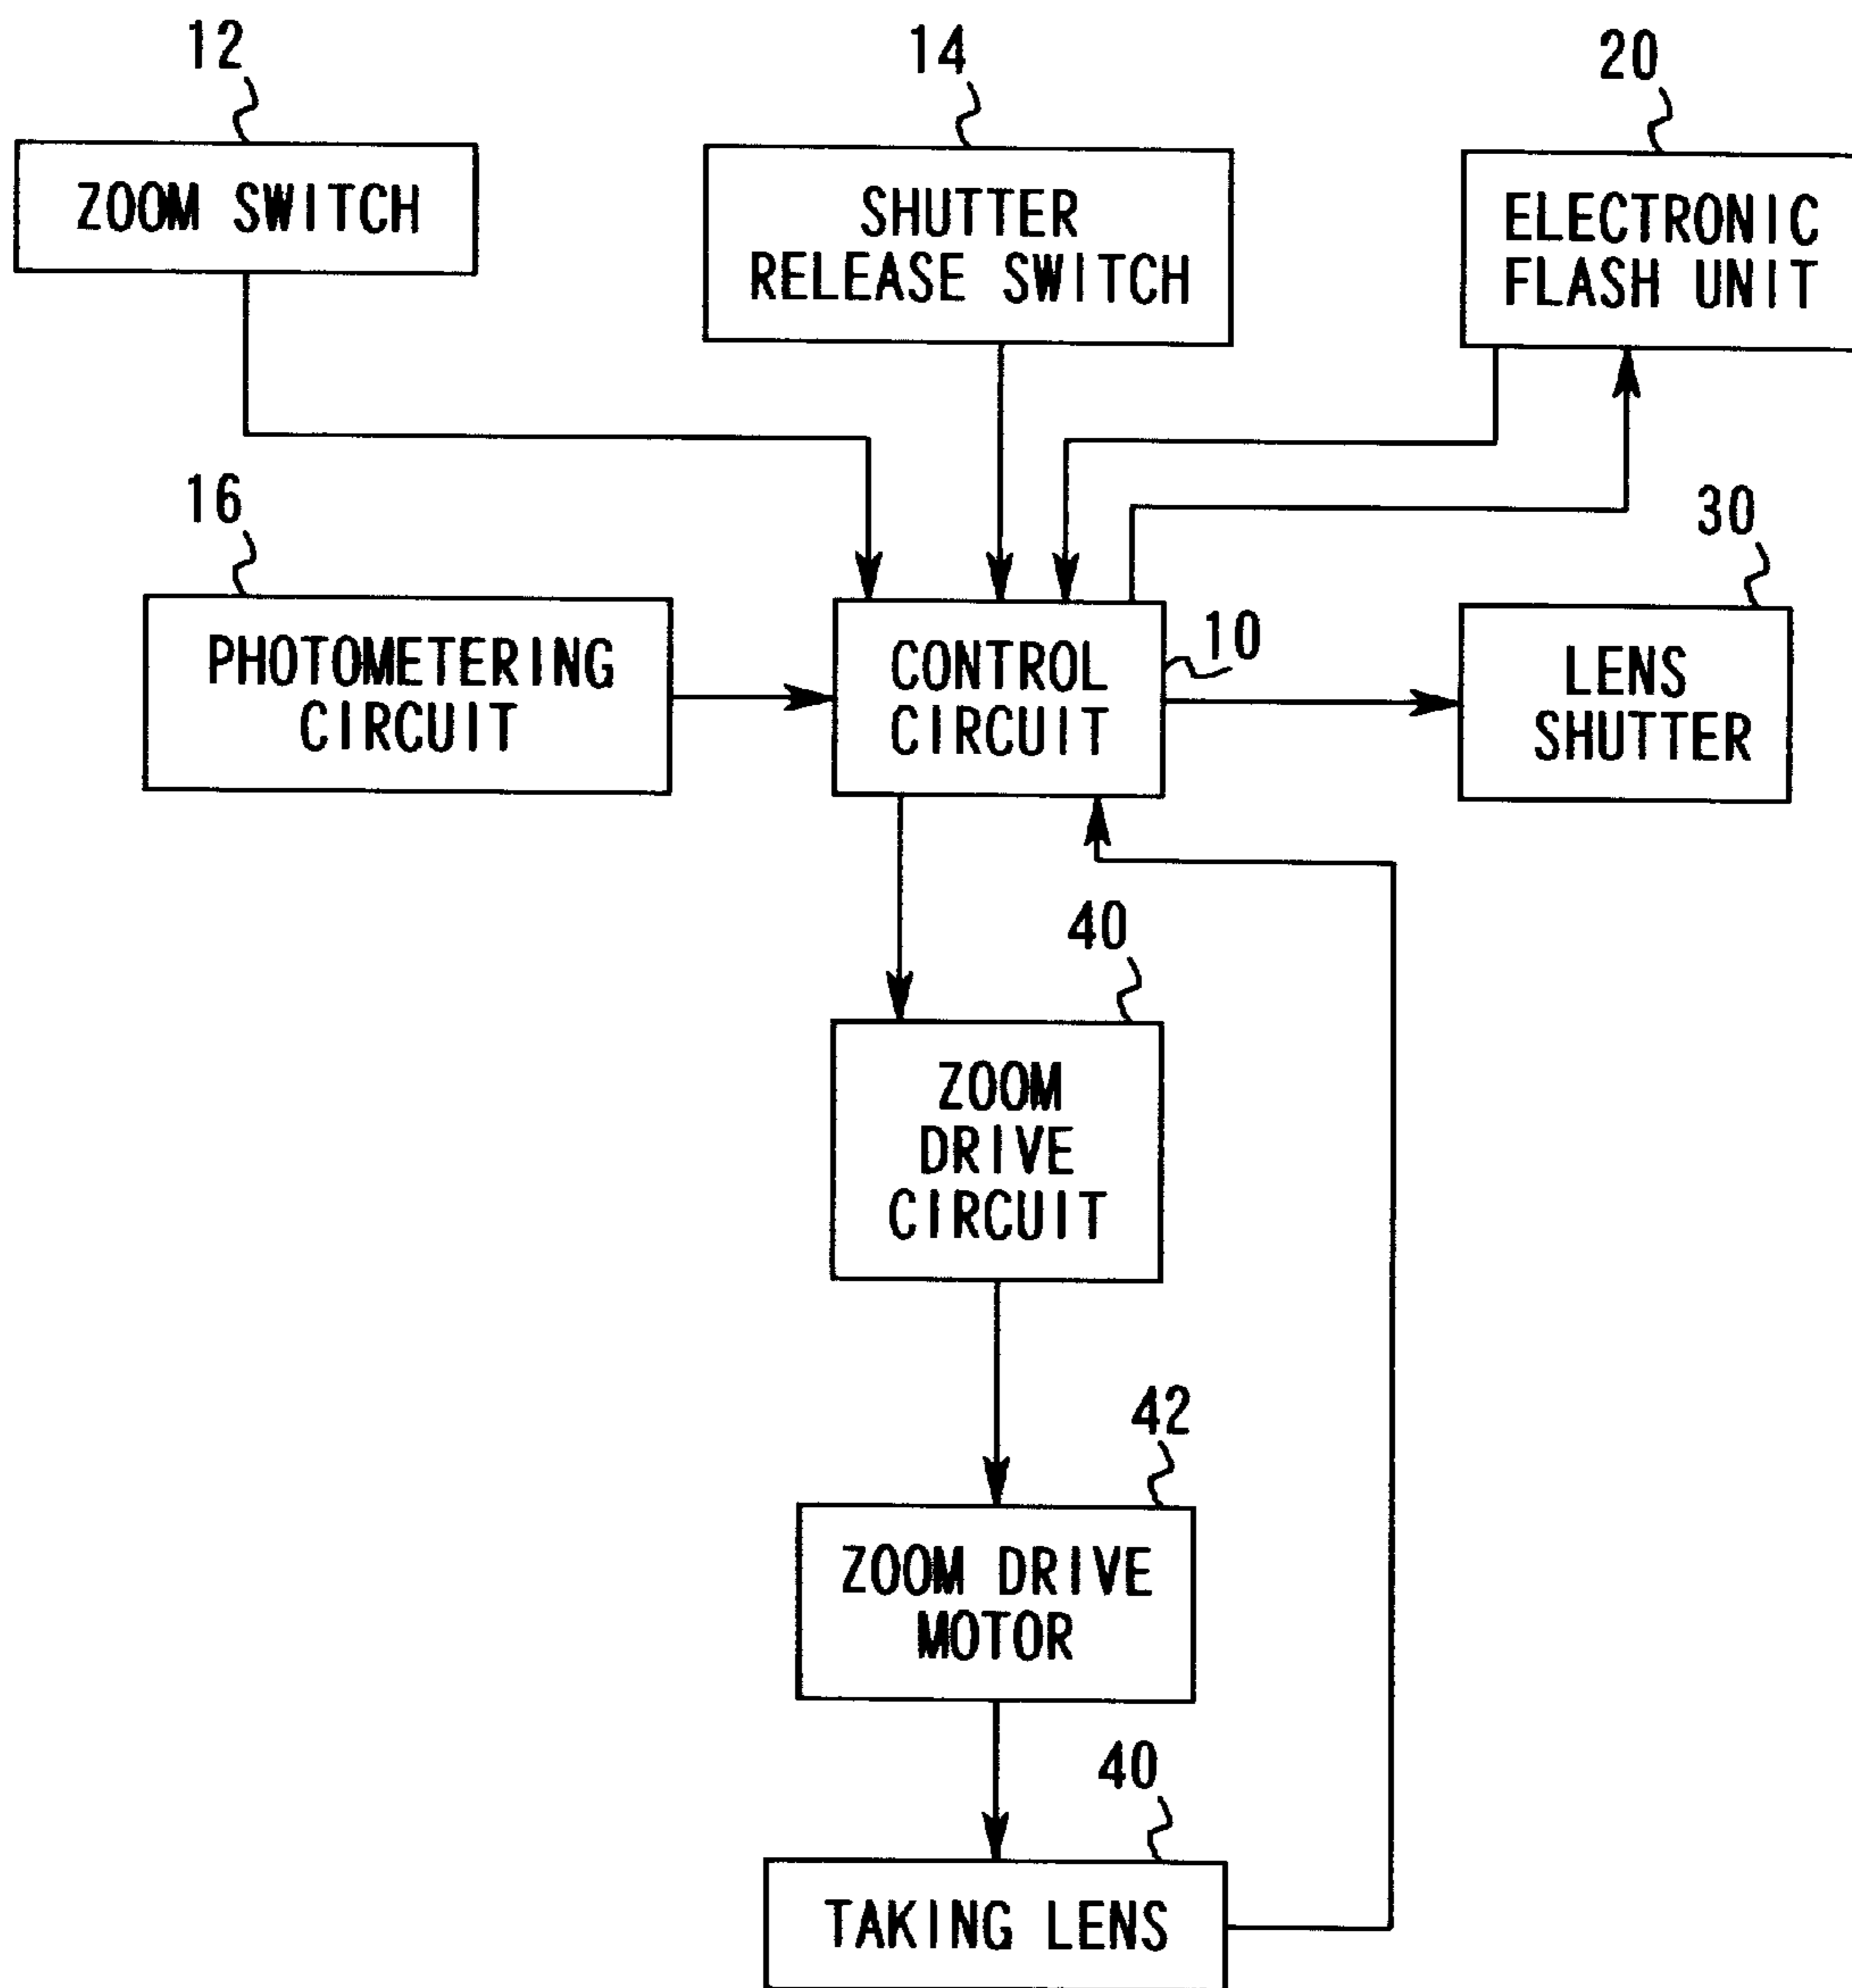 12
ZOOM SWITCH
14
SHUTTER
RELEASE SWITCH
20
ELECTRONIC
FLASH UNIT
16
PHOTOMETERING
CIRCUIT
10
CONTROL
CIRCUIT
30
LENS
SHUTTER
40
ZOOM
DRIVE
CIRCUIT
42
ZOOM DRIVE
MOTOR
40
TAKING LENS